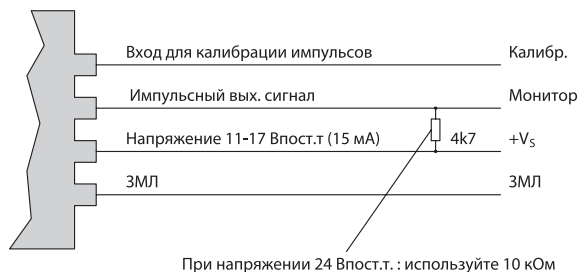 Вход для калибрации импульсов Калибр.
Импульсный вых. сигнал Монитор
Напряжение 11-17 Впост.т (15 мА) 4k7 +Vs
ЗМЛ ЗМЛ
При напряжении 24 Впост.т. : используйте 10 кОм